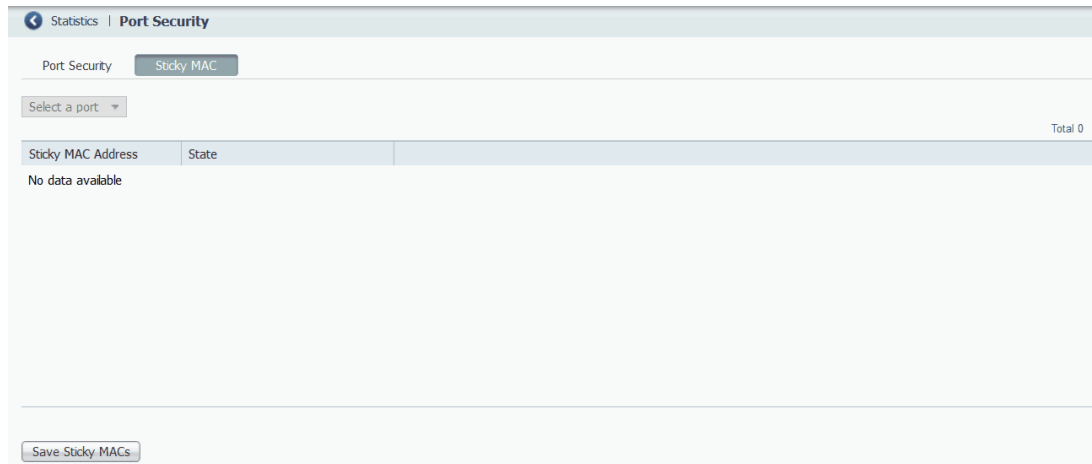 Statistics | Port Security
Port Security Sticky MAC
Select a port
Total 0
Sticky MAC Address State
No data available
Save Sticky MACs